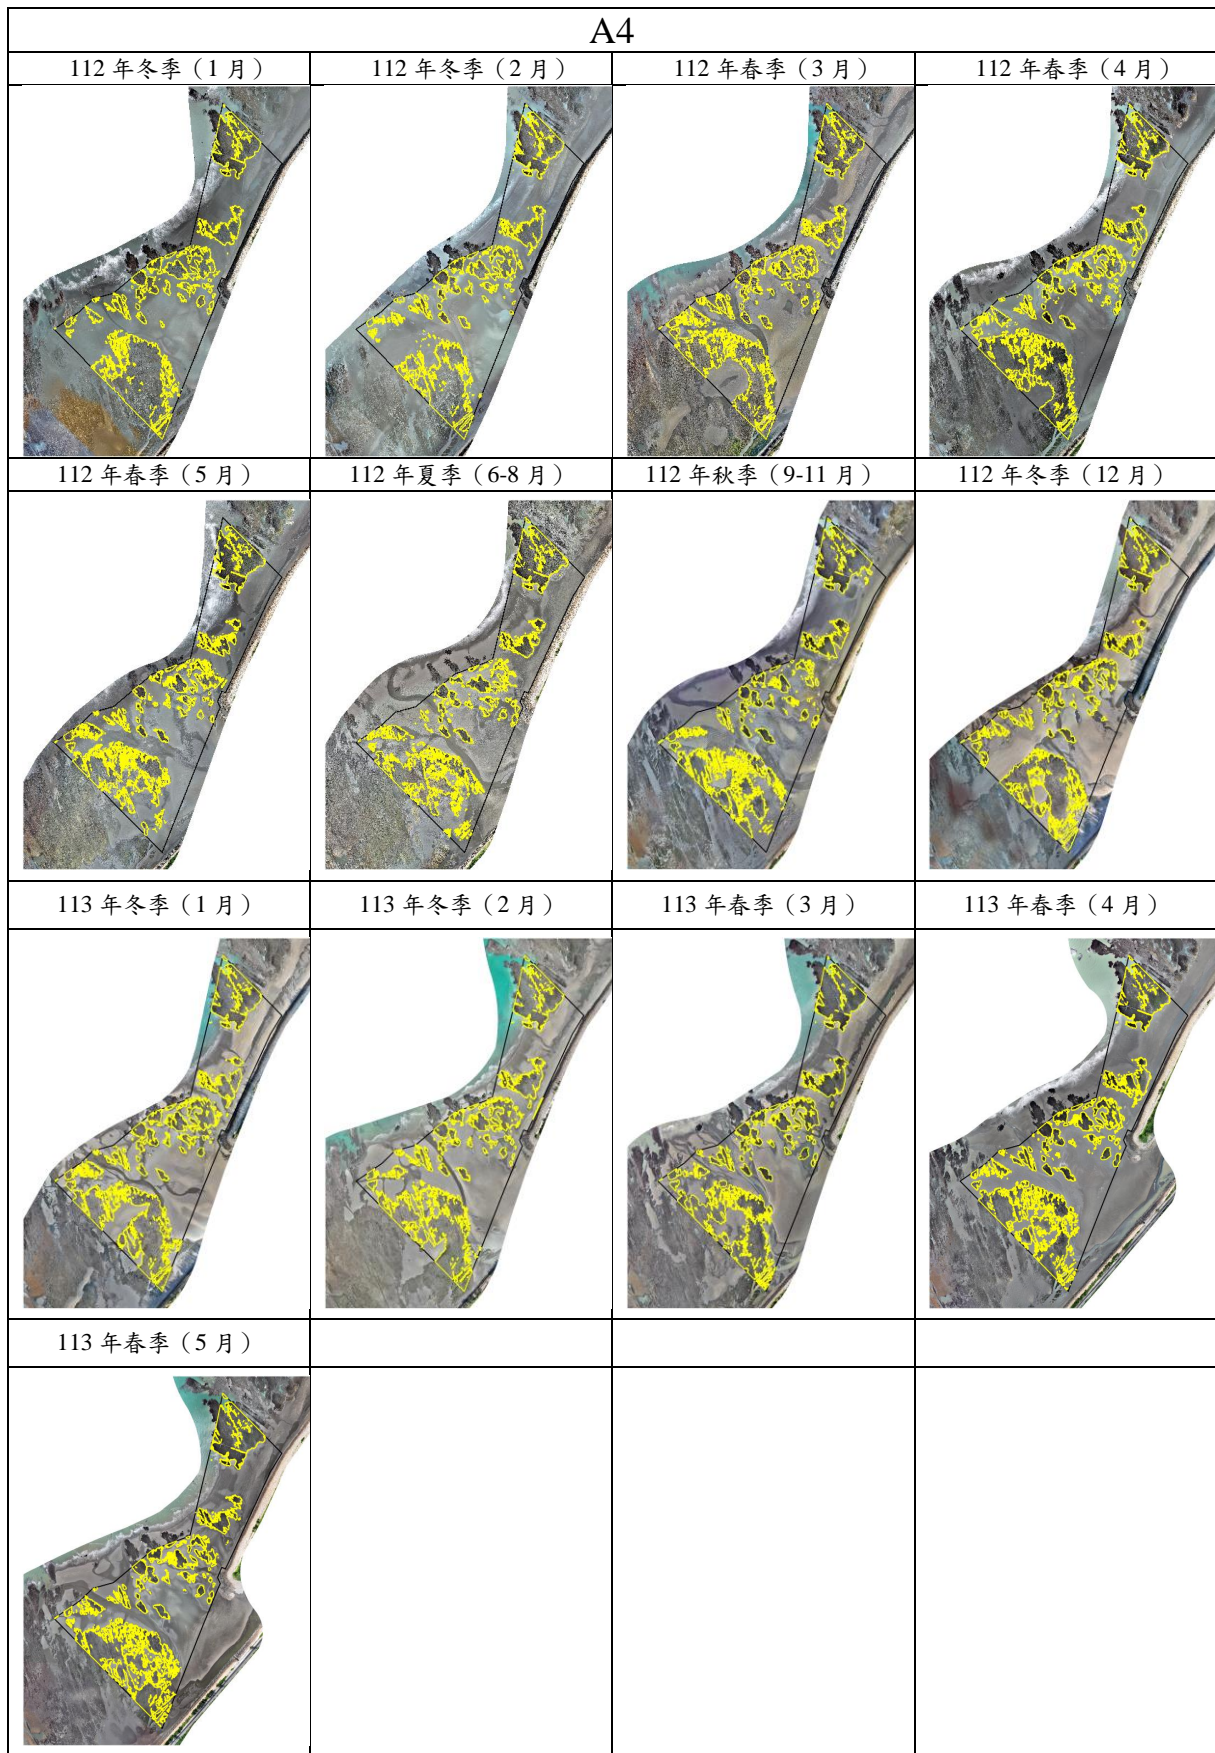 A4
112 年冬季（1 月）
112 年冬季（2 月）
112 年春季（3 月）
112 年春季（4 月）
112 年春季（5 月）
112 年夏季（6-8 月）
112 年秋季（9-11 月）
112 年冬季（12 月）
113 年冬季（1 月）
113 年冬季（2 月）
113 年春季（3 月）
113 年春季（4 月）
113 年春季（5 月）